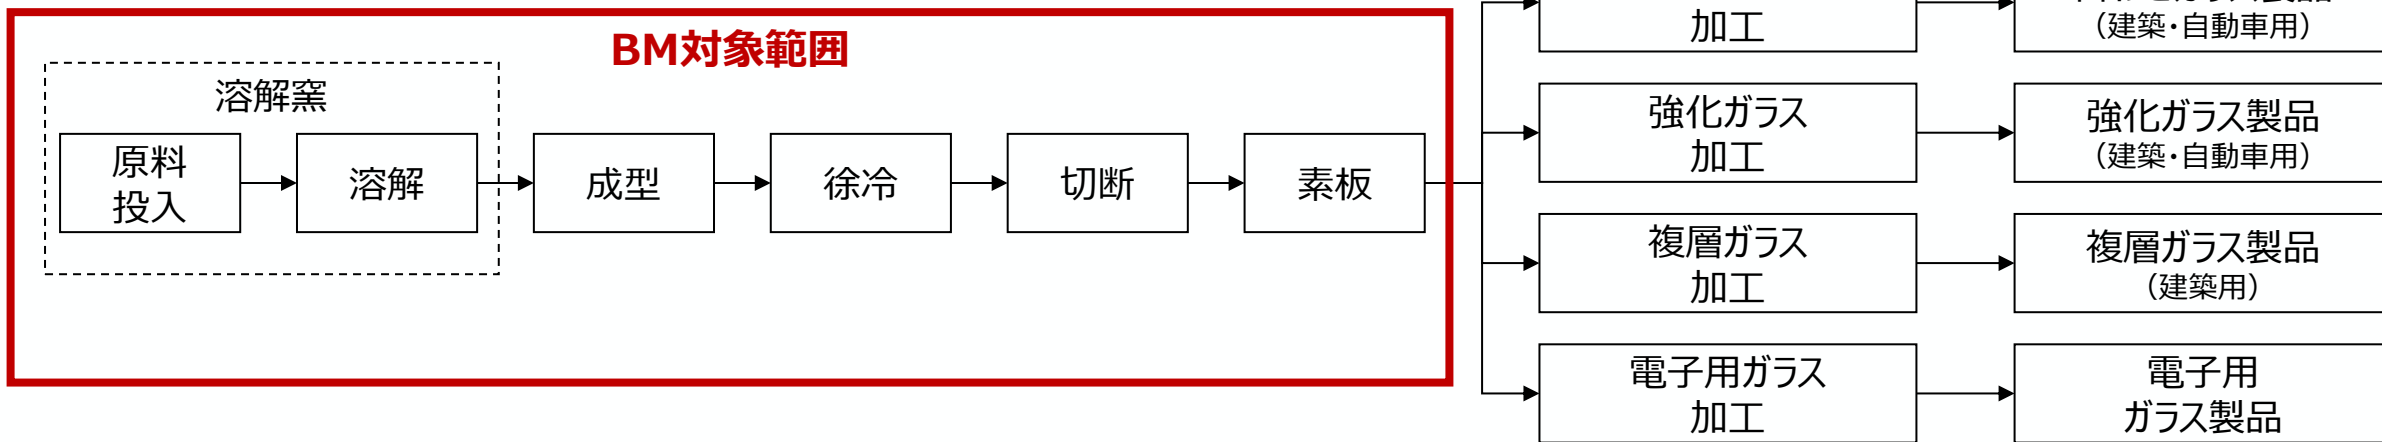 BM対象範囲
溶解窯
原料
投入
溶解
成型
徐冷
切断
素板
加工
（建築・自動車用）
強化ガラス
加工
強化ガラス製品
（建築・自動車用）
複層ガラス
加工
複層ガラス製品
（建築用）
電子用ガラス
加工
電子用
ガラス製品